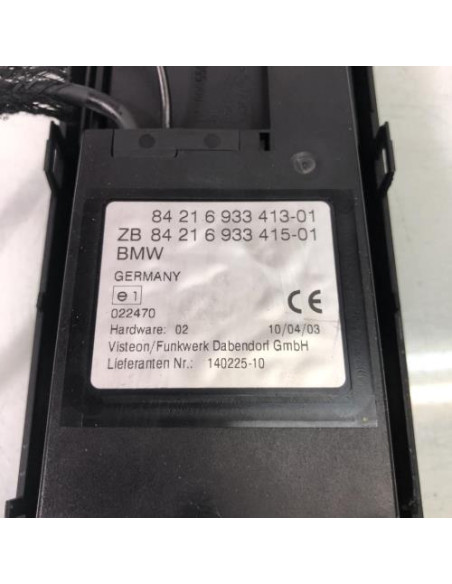 84 21 6 933 413-01
ZB 84 21 6 933 415-01
BMW
GERMANY
e 1
022470
CE
Hardware: 02 10/04/03
Visteon/Funkwerk Dabendorf GmbH
Lieferanten Nr.: 140225-10